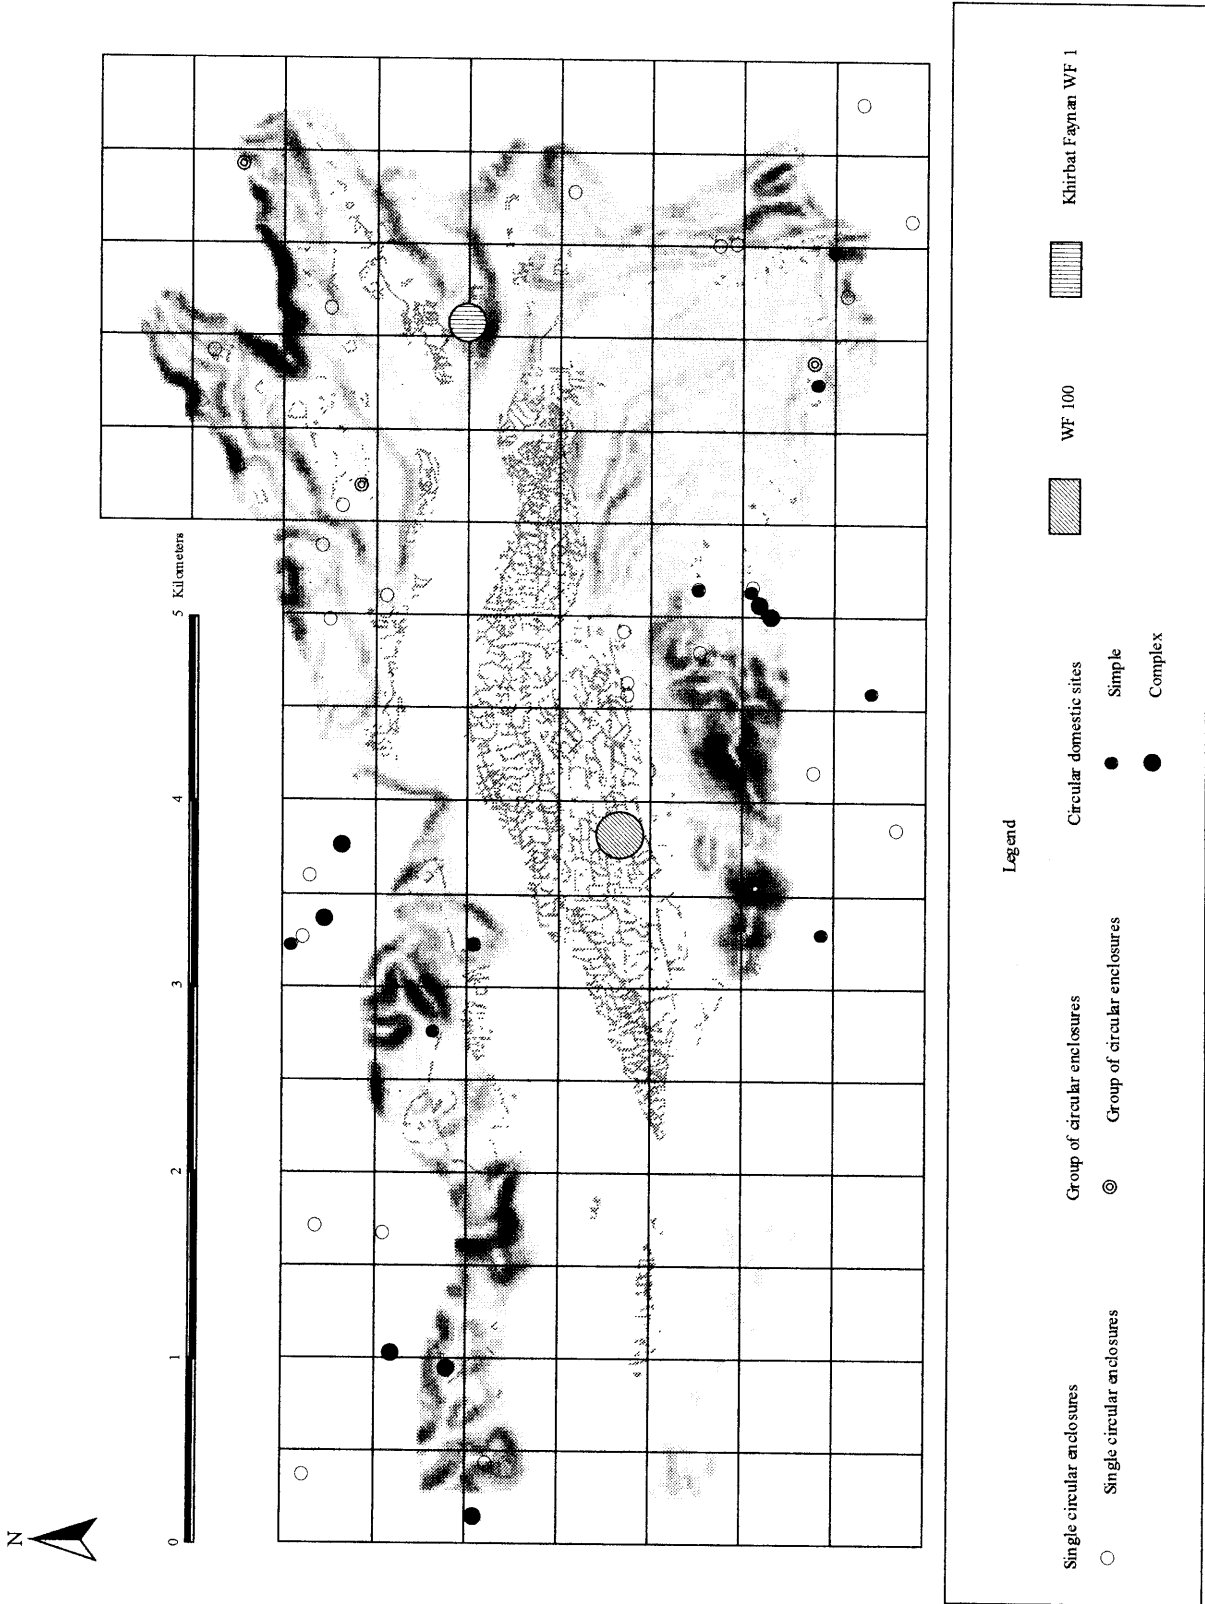 N
0 1 2 3 4 5 Kilometers
Legend
Single circular enclosures
Single circular enclosures
Group of circular enclosures
Group of circular enclosures
Circular domestic sites
Simple
Complex
WF 100
Khirbat Faynan WF 1